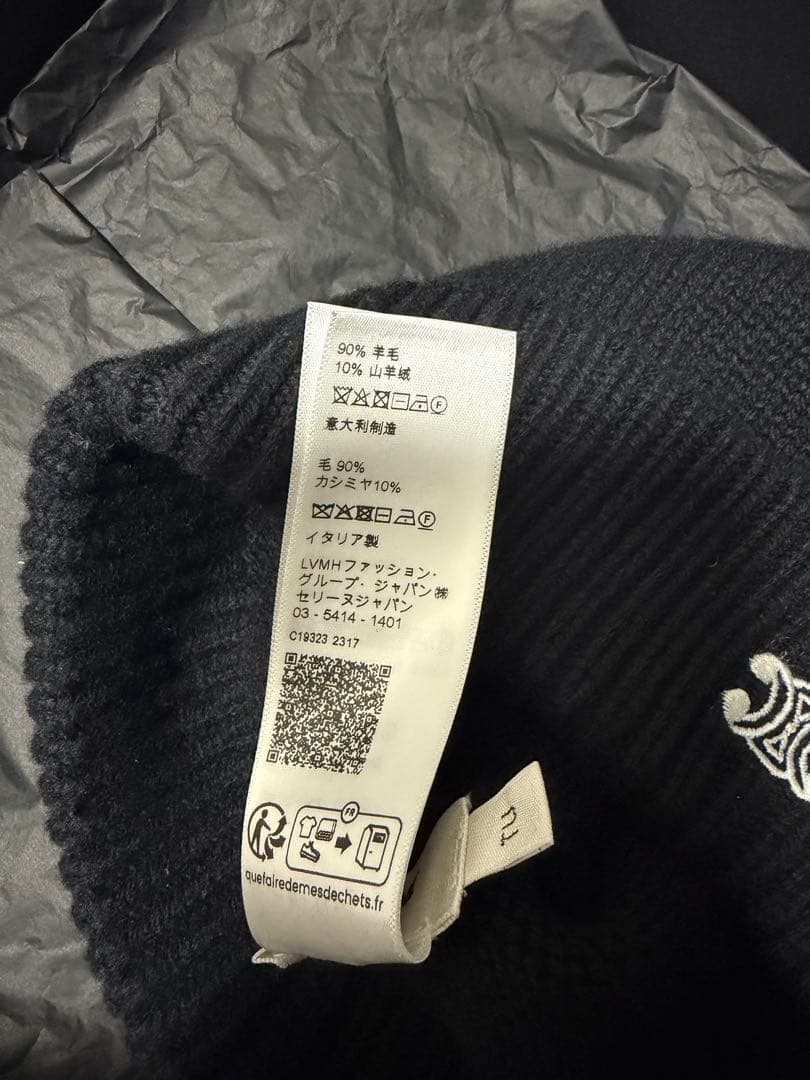 90% 羊毛
10% 山羊绒
F
意大利制造
毛 90%
カシミヤ10%
F
イタリア製
LVMHファッション・
グループ・ジャパン㈱
セリーヌジャパン
03 - 5414 - 1401
C19323 2317
FR
quefairedemesdechets.fr